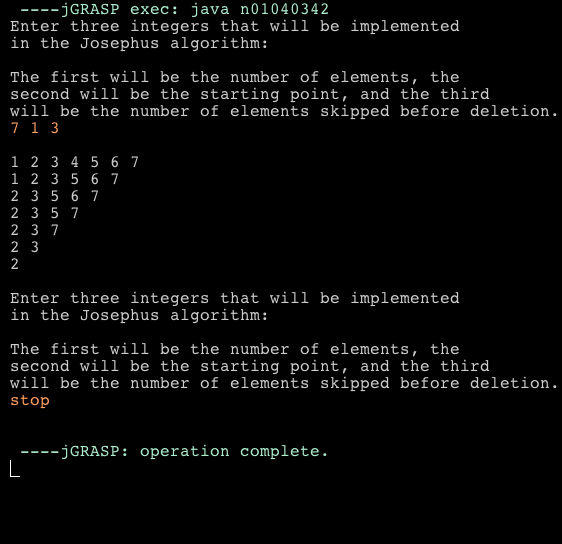 ----jGRASP exec: java n01040342
Enter three integers that will be implemented
in the Josephus algorithm:
The first will be the number of elements, the
second will be the starting point, and the third
will be the number of elements skipped before deletion.
7 1 3
1 2 3 4 5 6 7
1 2 3 5 6 7
2 3 5 6 7
2 3 5 7
2 3 7
2 3
2
Enter three integers that will be implemented
in the Josephus algorithm:
The first will be the number of elements, the
second will be the starting point, and the third
will be the number of elements skipped before deletion.
stop
----jGRASP: operation complete.